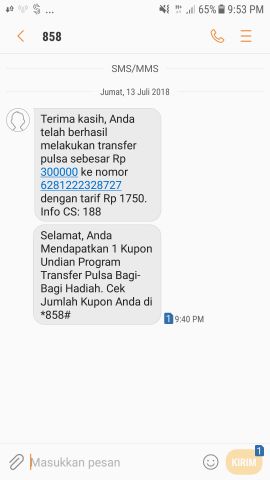 65% 9:53 PM
858
SMS/MMS
Jumat, 13 Juli 2018
Terima kasih, Anda
telah berhasil
melakukan transfer
pulsa sebesar Rp
300000 ke nomor
6281222328727
dengan tarif Rp 1750.
Info CS: 188
Selamat, Anda
Mendapatkan 1 Kupon
Undian Program
Transfer Pulsa Bagi-
Bagi Hadiah. Cek
Jumlah Kupon Anda di
*858#
1 9:40 PM
Masukkan pesan
1
KIRIM